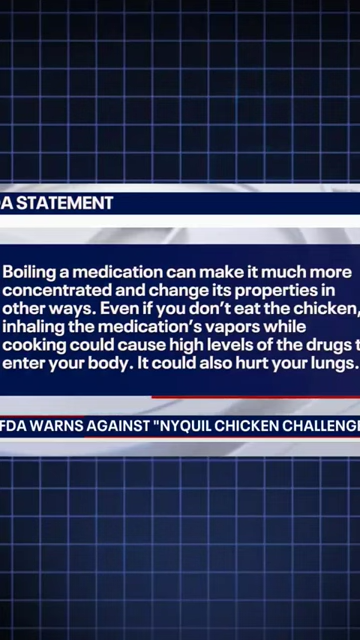 A STATEMENT
Boiling a medication can make it much more
concentrated and change its properties in
other ways. Even if you don't eat the chicken,
inhaling the medication's vapors while
cooking could cause high levels of the drugs t
enter your body. It could also hurt your lungs.
FDA WARNS AGAINST "NYQUIL CHICKEN CHALLENGE